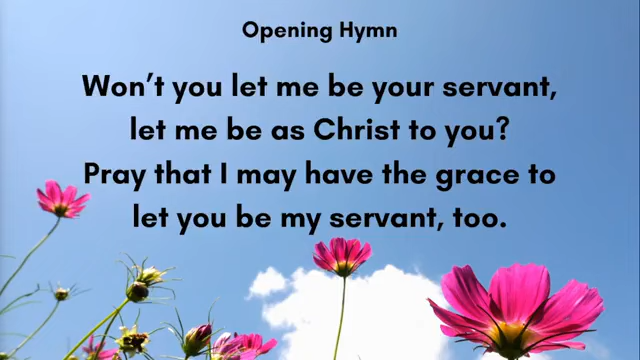 Opening Hymn
Won’t you let me be your servant,
let me be as Christ to you?
Pray that I may have the grace to
let you be my servant, too.